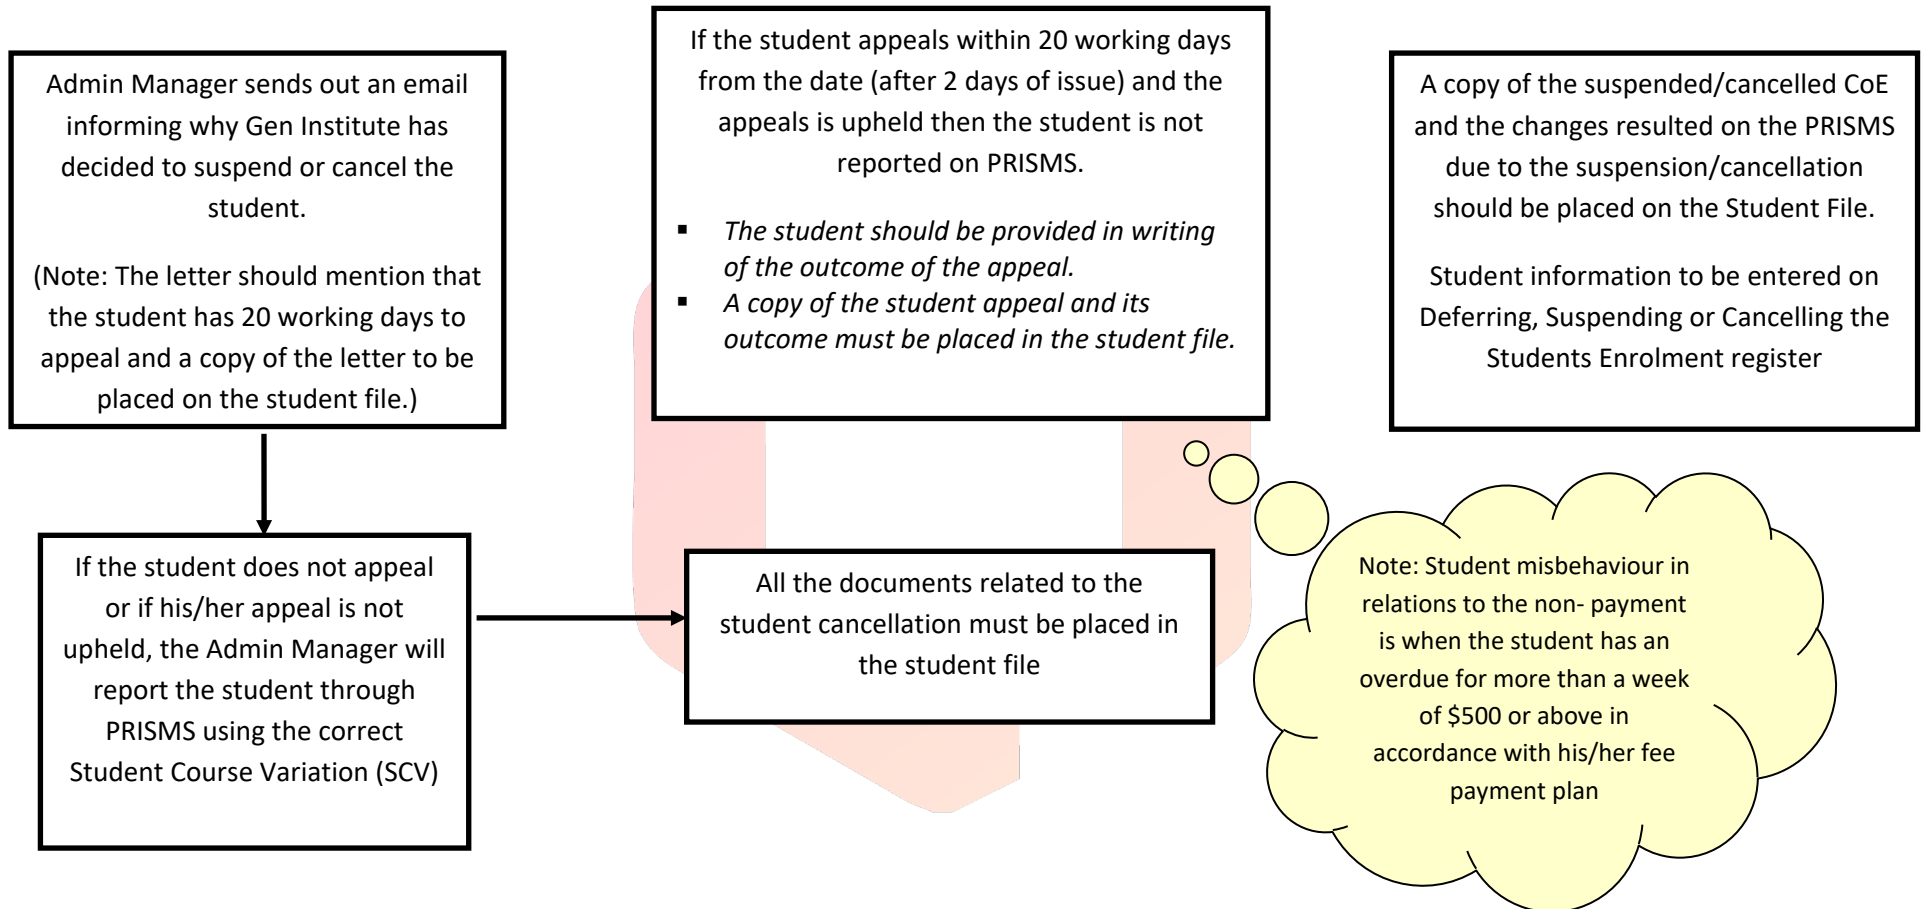 Admin Manager sends out an email
informing why Gen Institute has
decided to suspend or cancel the
student.
(Note: The letter should mention that
the student has 20 working days to
appeal and a copy of the letter to be
placed on the student file.)
If the student appeals within 20 working days
from the date (after 2 days of issue) and the
appeals is upheld then the student is not
reported on PRISMS.
▪ The student should be provided in writing
of the outcome of the appeal.
▪ A copy of the student appeal and its
outcome must be placed in the student file.
A copy of the suspended/cancelled CoE
and the changes resulted on the PRISMS
due to the suspension/cancellation
should be placed on the Student File.
Student information to be entered on
Deferring, Suspending or Cancelling the
Students Enrolment register
If the student does not appeal
or if his/her appeal is not
upheld, the Admin Manager will
report the student through
PRISMS using the correct
Student Course Variation (SCV)
All the documents related to the
student cancellation must be placed in
the student file
Note: Student misbehaviour in
relations to the non- payment
is when the student has an
overdue for more than a week
of $500 or above in
accordance with his/her fee
payment plan